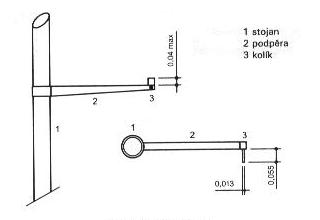 1 stojan
2 podpěra
3 kolík
0,04 max
2
3
1
1
2
3
0,055
0,013